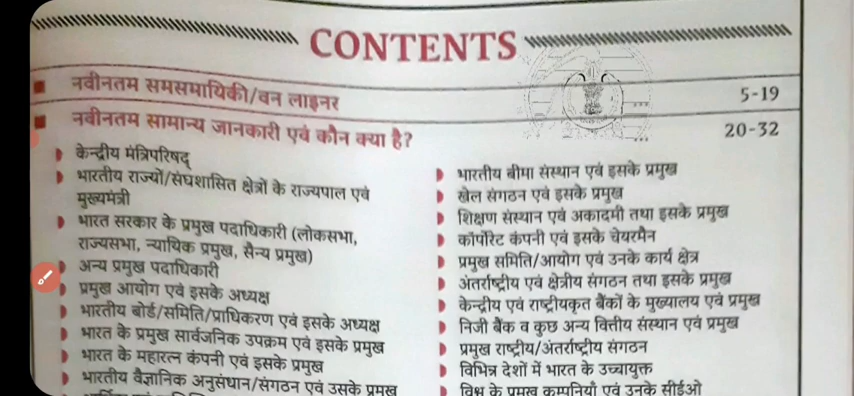 CONTENTS
नवीनतम समसमायिकी/वन लाइनर 5-19
नवीनतम सामान्य जानकारी एवं कौन क्या है? 20-32
केन्द्रीय मंत्रिपरिषद्
भारतीय राज्यों/संघशासित क्षेत्रों के राज्यपाल एवं
मुख्यमंत्री
भारत सरकार के प्रमुख पदाधिकारी (लोकसभा,
राज्यसभा, न्यायिक प्रमुख, सैन्य प्रमुख)
अन्य प्रमुख पदाधिकारी
प्रमुख आयोग एवं इसके अध्यक्ष
भारतीय बोर्ड/समिति/प्राधिकरण एवं इसके अध्यक्ष
भारत के प्रमुख सार्वजनिक उपक्रम एवं इसके प्रमुख
भारत के महारत्न कंपनी एवं इसके प्रमुख
भारतीय वैज्ञानिक अनुसंधान/संगठन एवं उसके प्रमुख
भारतीय बीमा संस्थान एवं इसके प्रमुख
खेल संगठन एवं इसके प्रमुख
शिक्षण संस्थान एवं अकादमी तथा इसके प्रमुख
कॉर्पोरेट कंपनी एवं इसके चेयरमैन
प्रमुख समिति/आयोग एवं उनके कार्य क्षेत्र
अंतर्राष्ट्रीय एवं क्षेत्रीय संगठन तथा इसके प्रमुख
केन्द्रीय एवं राष्ट्रीयकृत बैंकों के मुख्यालय एवं प्रमुख
निजी बैंक व कुछ अन्य वित्तीय संस्थान एवं प्रमुख
प्रमुख राष्ट्रीय/अंतर्राष्ट्रीय संगठन
विभिन्न देशों में भारत के उच्चायुक्त
विश्व के प्रमुख कम्पनियाँ एवं उनके सीईओ